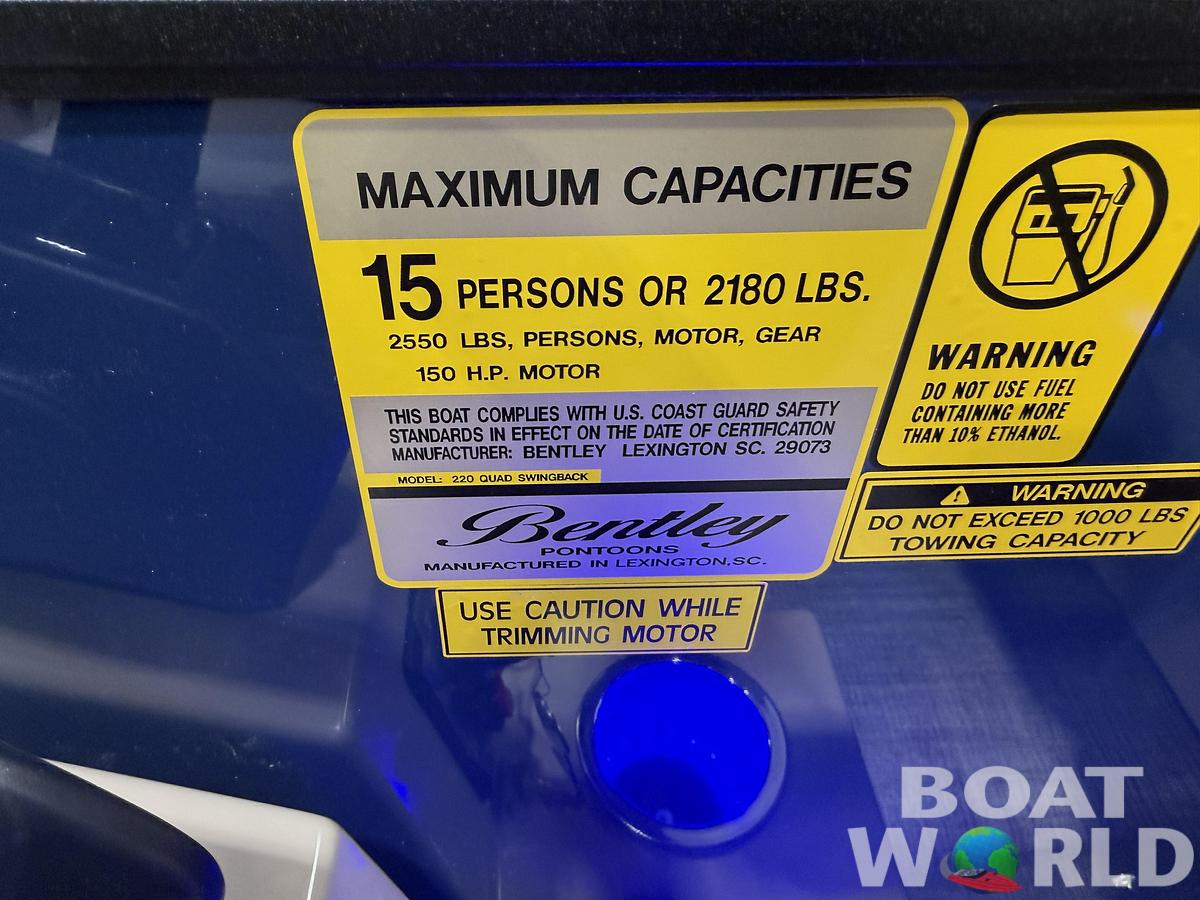 MAXIMUM CAPACITIES
15 PERSONS OR 2180 LBS.
2550 LBS, PERSONS, MOTOR, GEAR
150 H.P. MOTOR
THIS BOAT COMPLIES WITH U.S. COAST GUARD SAFETY
STANDARDS IN EFFECT ON THE DATE OF CERTIFICATION
MANUFACTURER: BENTLEY LEXINGTON SC. 29073
MODEL: 220 QUAD SWINGBACK
Bentley
PONTOONS
MANUFACTURED IN LEXINGTON,SC.
USE CAUTION WHILE
TRIMMING MOTOR
WARNING
DO NOT USE FUEL
CONTAINING MORE
THAN 10% ETHANOL.
WARNING
DO NOT EXCEED 1000 LBS
TOWING CAPACITY
BOAT
WORLD